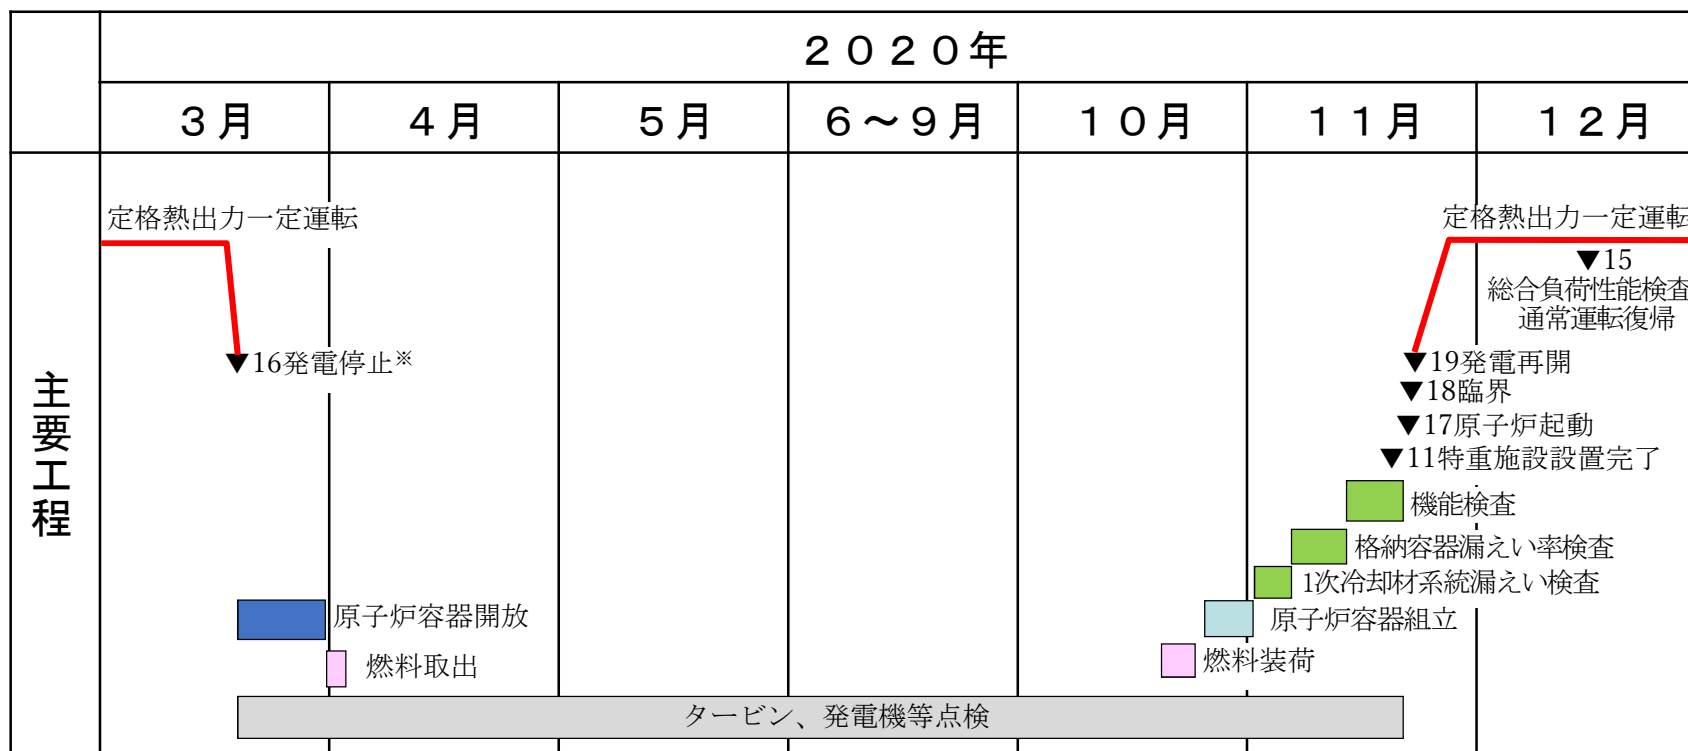 ２０２０年
３月
４月
５月
６～９月
１０月
１１月
１２月
主要工程
定格熱出力一定運転
定格熱出力一定運転
▼15
総合負荷性能検査
通常運転復帰
▼16発電停止※
▼19発電再開
▼18臨界
▼17原子炉起動
▼11特重施設設置完了
機能検査
格納容器漏えい率検査
1次冷却材系統漏えい検査
原子炉容器開放
原子炉容器組立
燃料取出
燃料装荷
タービン、発電機等点検